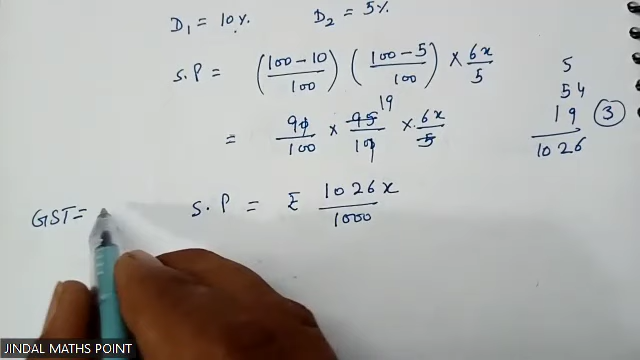 D₁ = 10%. D₂ = 5%
S.P = (100-10/100) (100-5/100) × 6x/5
= 90/100 × 95/100 19 × 6x/5
5
54
19
1026
3
S.P = ₹ 1026x/1000
GST =
JINDAL MATHS POINT